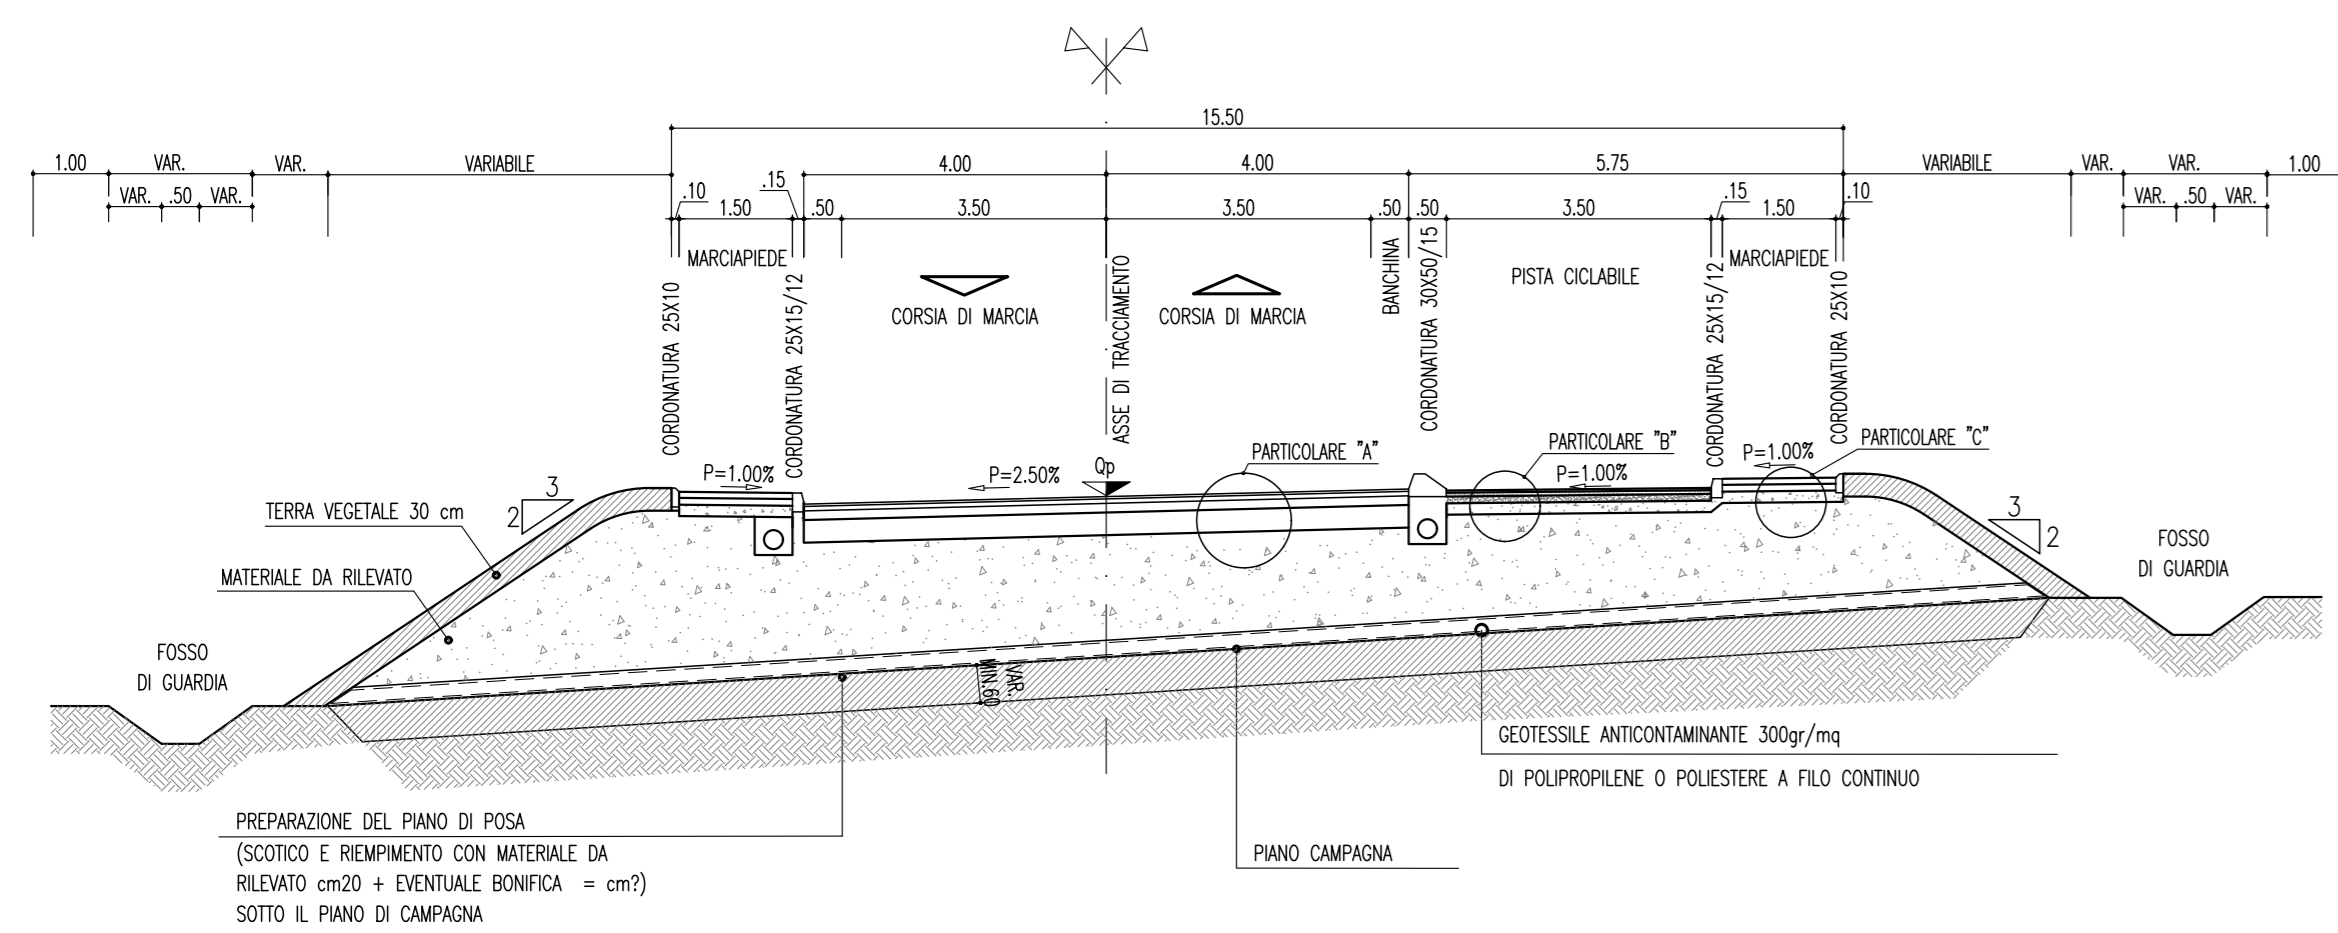 15.50
1.00 VAR. VAR. VARIABILE 4.00 4.00 5.75 VARIABILE VAR. VAR. 1.00
VAR. .50 VAR. .10 .15 .15 .10 VAR. .50 VAR.
1.50 .50 3.50 3.50 .50 .50 3.50 1.50
MARCIAPIEDE
MARCIAPIEDE
CORDONATURA 25X10
CORDONATURA 25X15/12
CORSIA DI MARCIA
ASSE DI TRACCIAMENTO
CORSIA DI MARCIA
BANCHINA
CORDONATURA 30X50/15
PISTA CICLABILE
CORDONATURA 25X15/12
CORDONATURA 25X10
P=1.00%
P=2.50%
Qp
PARTICOLARE "A"
PARTICOLARE "B"
P=1.00%
P=1.00%
PARTICOLARE "C"
3
2
3
2
TERRA VEGETALE 30 cm
MATERIALE DA RILEVATO
FOSSO
DI GUARDIA
FOSSO
DI GUARDIA
VAR.
MIN.60
GEOTESSILE ANTICONTAMINANTE 300gr/mq
DI POLIPROPILENE O POLIESTERE A FILO CONTINUO
PIANO CAMPAGNA
PREPARAZIONE DEL PIANO DI POSA
(SCOTICO E RIEMPIMENTO CON MATERIALE DA
RILEVATO cm20 + EVENTUALE BONIFICA = cm?)
SOTTO IL PIANO DI CAMPAGNA